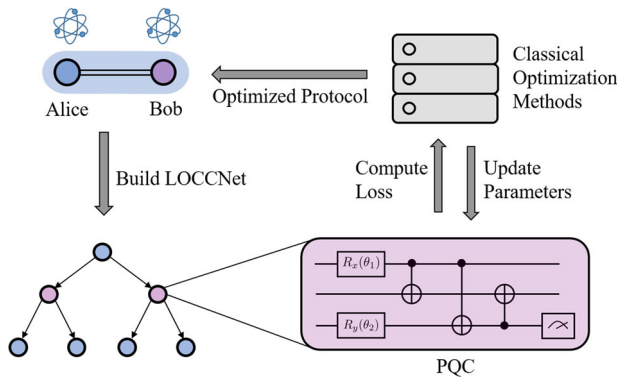 Alice
Bob
Optimized Protocol
Classical
Optimization
Methods
Build LOCCNet
Compute
Loss
Update
Parameters
R_x(θ_1)
R_y(θ_2)
PQC